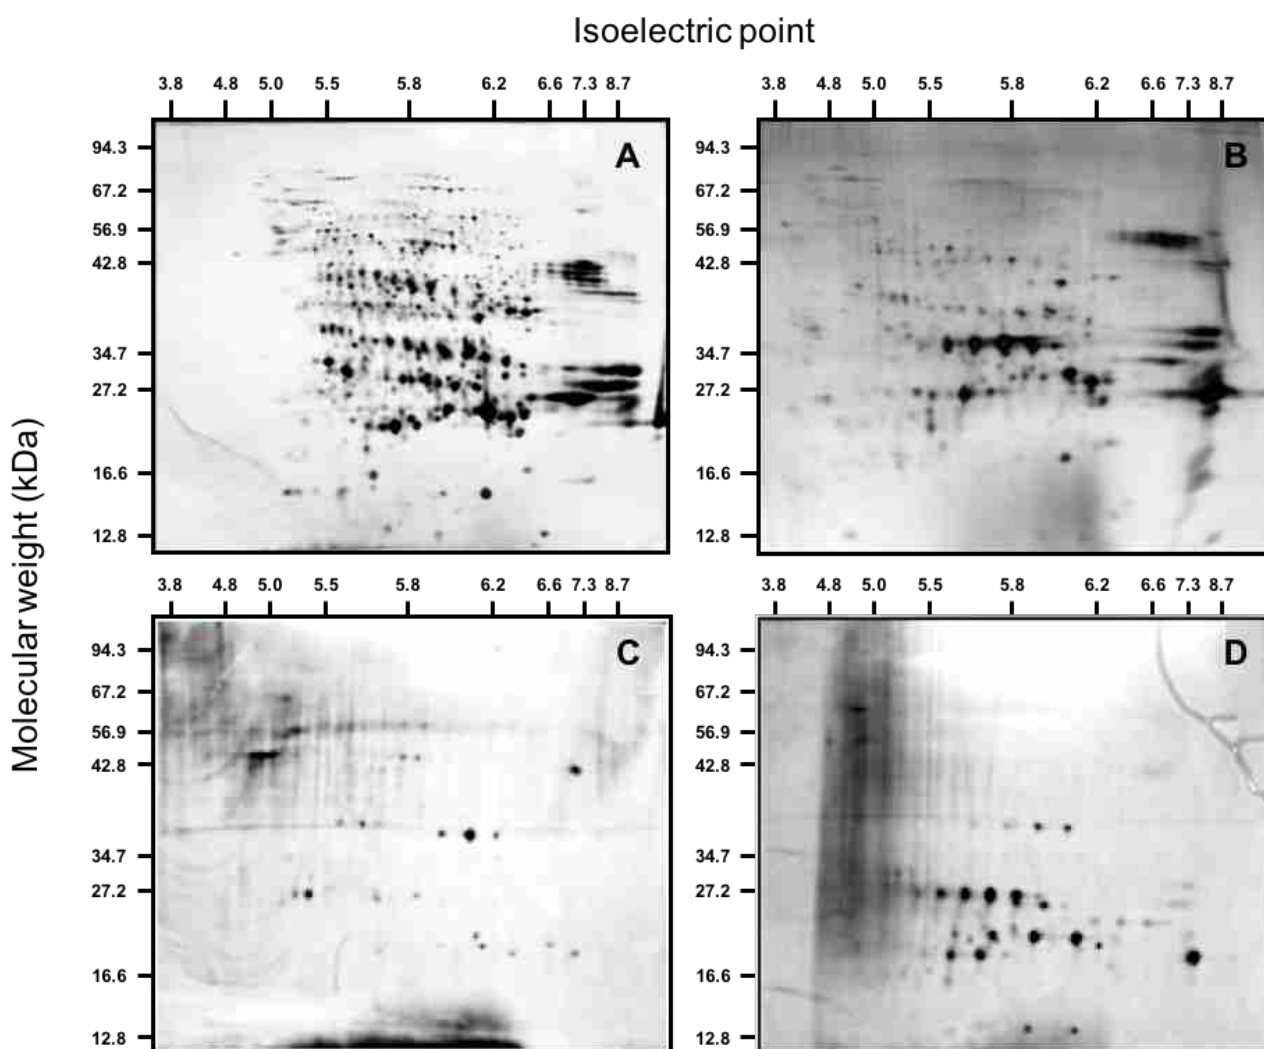 Isoelectric point
3.8 4.8 5.0 5.5 5.8 6.2 6.6 7.3 8.7
3.8 4.8 5.0 5.5 5.8 6.2 6.6 7.3 8.7
A
B
94.3 94.3
67.2 67.2
56.9 56.9
42.8 42.8
34.7 34.7
27.2 27.2
16.6 16.6
12.8 12.8
Molecular weight (kDa)
3.8 4.8 5.0 5.5 5.8 6.2 6.6 7.3 8.7
3.8 4.8 5.0 5.5 5.8 6.2 6.6 7.3 8.7
C
D
94.3 94.3
67.2 67.2
56.9 56.9
42.8 42.8
34.7 34.7
27.2 27.2
16.6 16.6
12.8 12.8